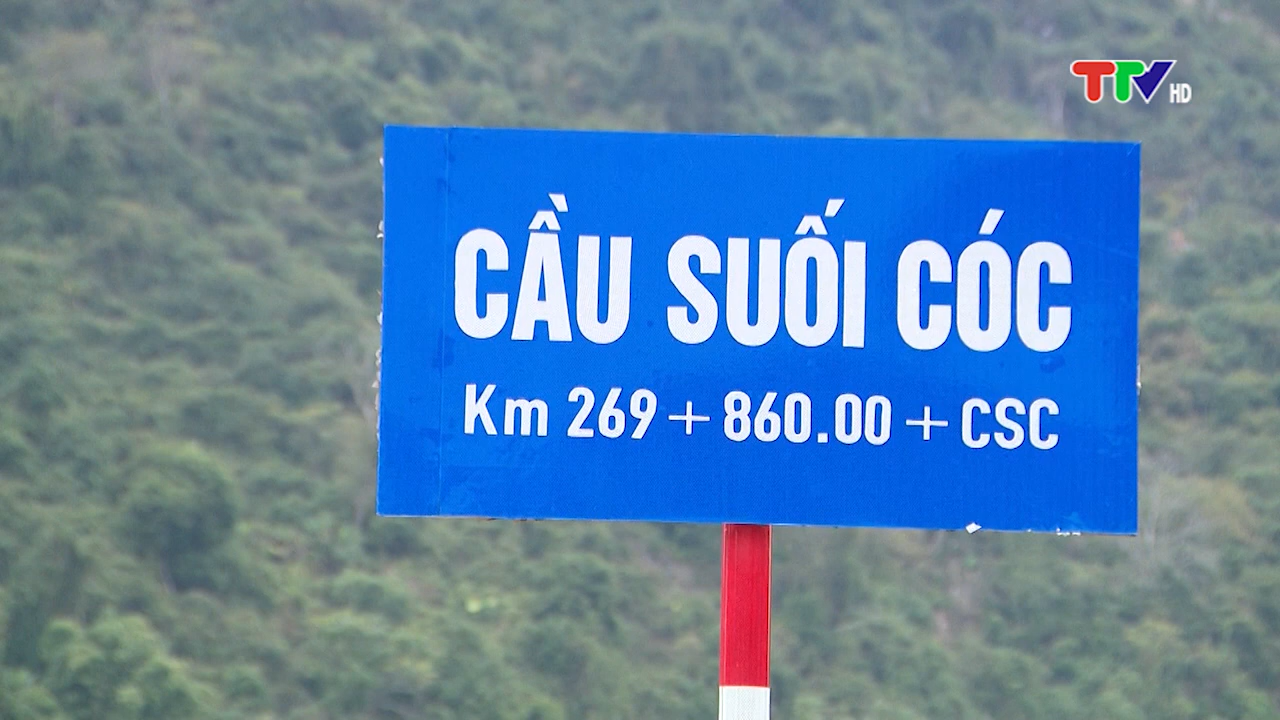 TTV HD
CẦU SUỐI CÓC
Km 269 + 860.00 + CSC